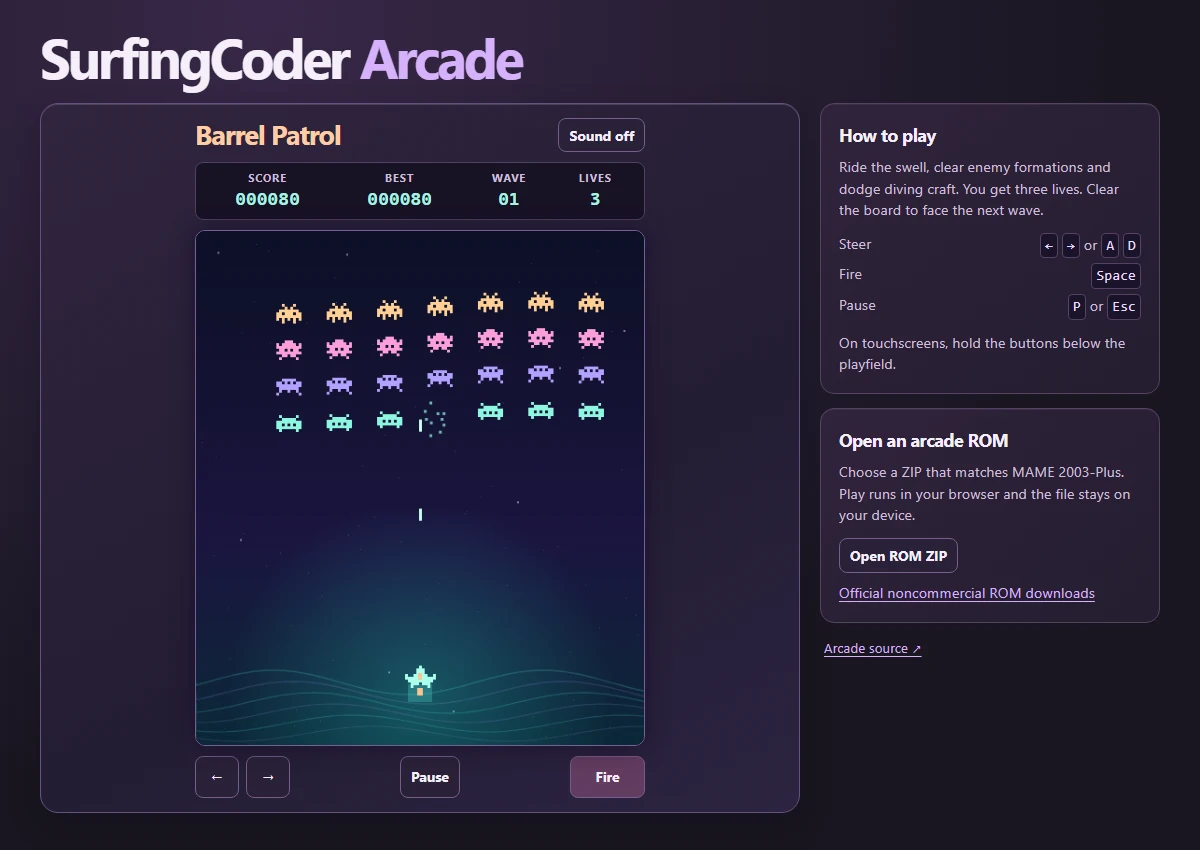 SurfingCoder Arcade
Barrel Patrol
Sound off
SCORE BEST WAVE LIVES
000080 000080 01 3
← → Pause Fire
How to play
Ride the swell, clear enemy formations and
dodge diving craft. You get three lives. Clear
the board to face the next wave.
Steer ← → or A D
Fire Space
Pause P or Esc
On touchscreens, hold the buttons below the
playfield.
Open an arcade ROM
Choose a ZIP that matches MAME 2003-Plus.
Play runs in your browser and the file stays on
your device.
Open ROM ZIP
Official noncommercial ROM downloads
Arcade source ↗